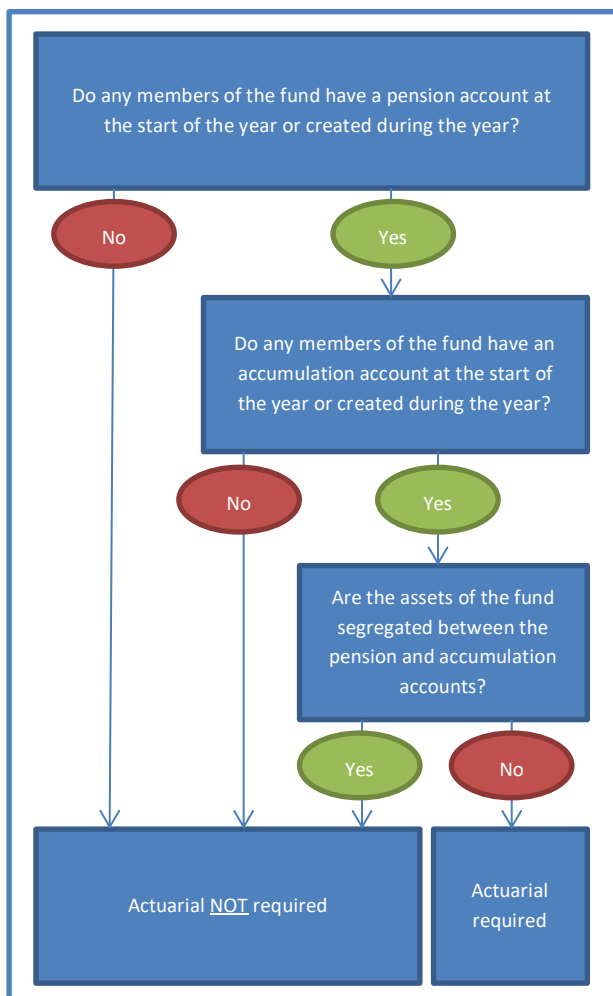 Do any members of the fund have a pension account at
the start of the year or created during the year?
No
Yes
Do any members of the fund have an
accumulation account at the start of
the year or created during the year?
No
Yes
Are the assets of the fund
segregated between the
pension and accumulation
accounts?
Yes
No
Actuarial NOT required
Actuarial
required